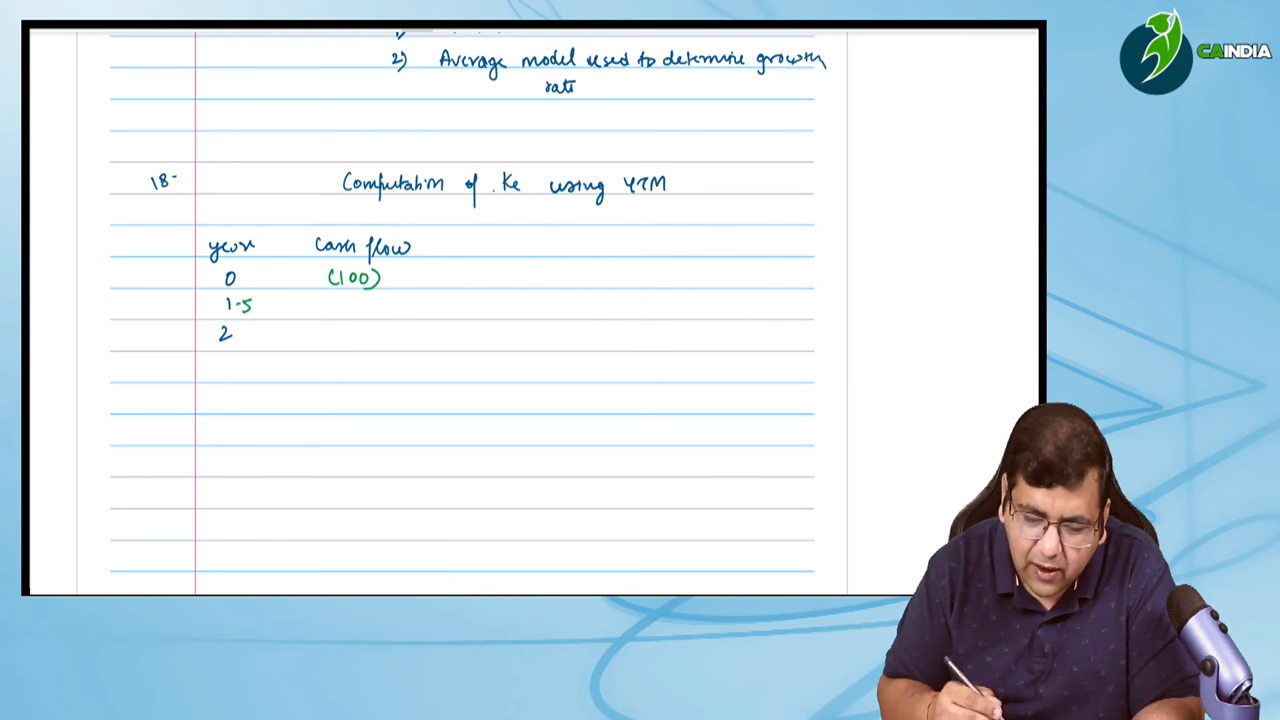 2) Average model used to determine growth
rate
CAINDIA
18- Computation of Ke using YTM
year cash flow
0 (100)
1-5
2